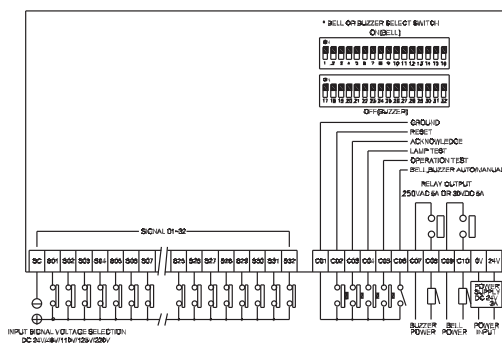 * BELL OR BUZZER SELECT SWITCH
ON(BELL)
ON
1 2 3 4 5 6 7 8 9 10 11 12 13 14 15 16
ON
17 18 19 20 21 22 23 24 25 26 27 28 29 30 31 32
OFF(BUZZER)
GROUND
RESET
ACKNOWLEDGE
LAMP TEST
OPERATION TEST
BELL,BUZZER AUTO/MANUAL
RELAY OUTPUT
250VAC 5A OR 30VDC 5A
SIGNAL 01~32
SC S01 S02 S03 S04 S05 S06 S07 S25 S26 S27 S28 S29 S30 S31 S32 C01 C02 C03 C04 C05 C06 C07 C08 C09 C10 0V 24V
POWER
SUPPLY
DC 24V
3A
INPUT SIGNAL VOLTAGE SELECTION
DC 24V/48V/110V/125V/220V
BUZZER
POWER
BELL
POWER
POWER
INPUT